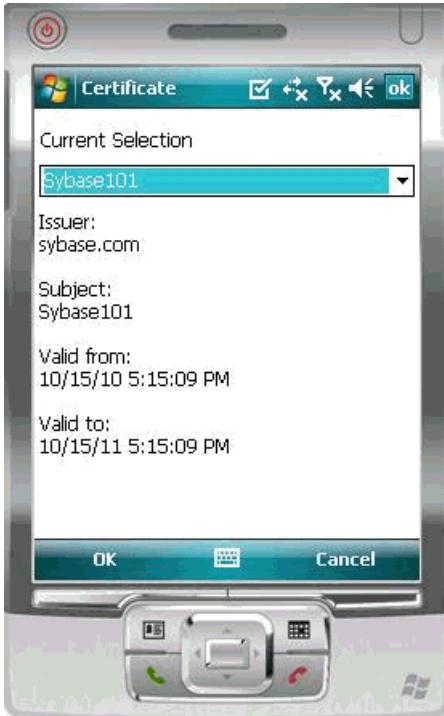 Certificate
ok
Current Selection
Sybase101
Issuer:
sybase.com
Subject:
Sybase101
Valid from:
10/15/10 5:15:09 PM
Valid to:
10/15/11 5:15:09 PM
OK
Cancel